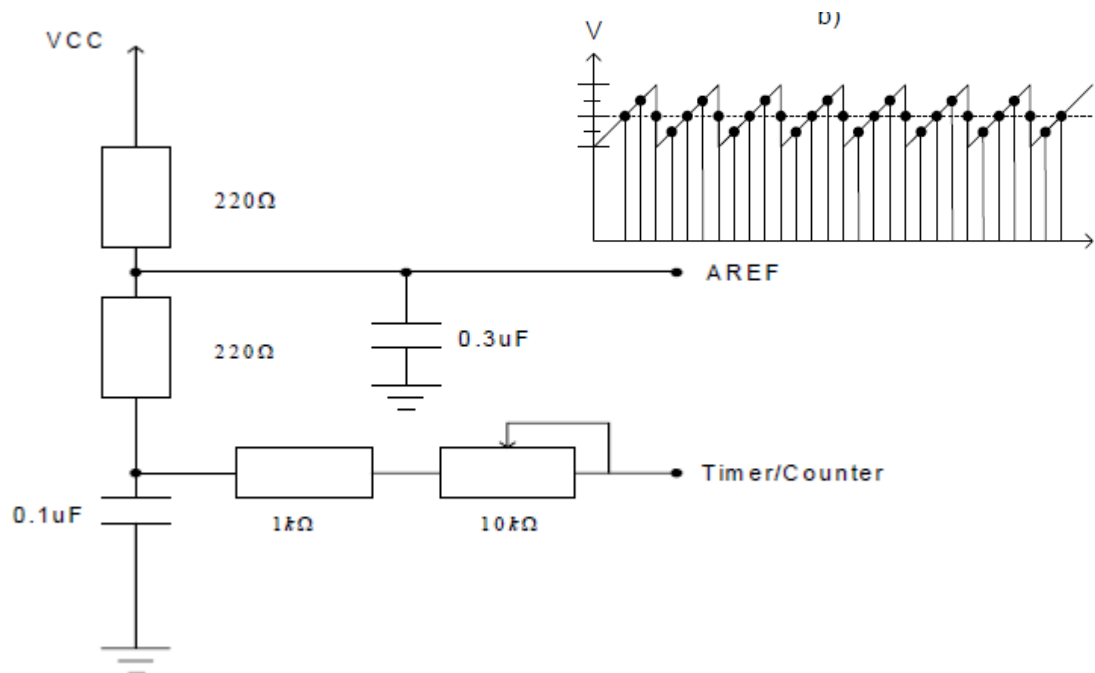 b)
VCC
V
220Ω
AREF
0.3uF
220Ω
Timer/Counter
0.1uF
1kΩ
10kΩ